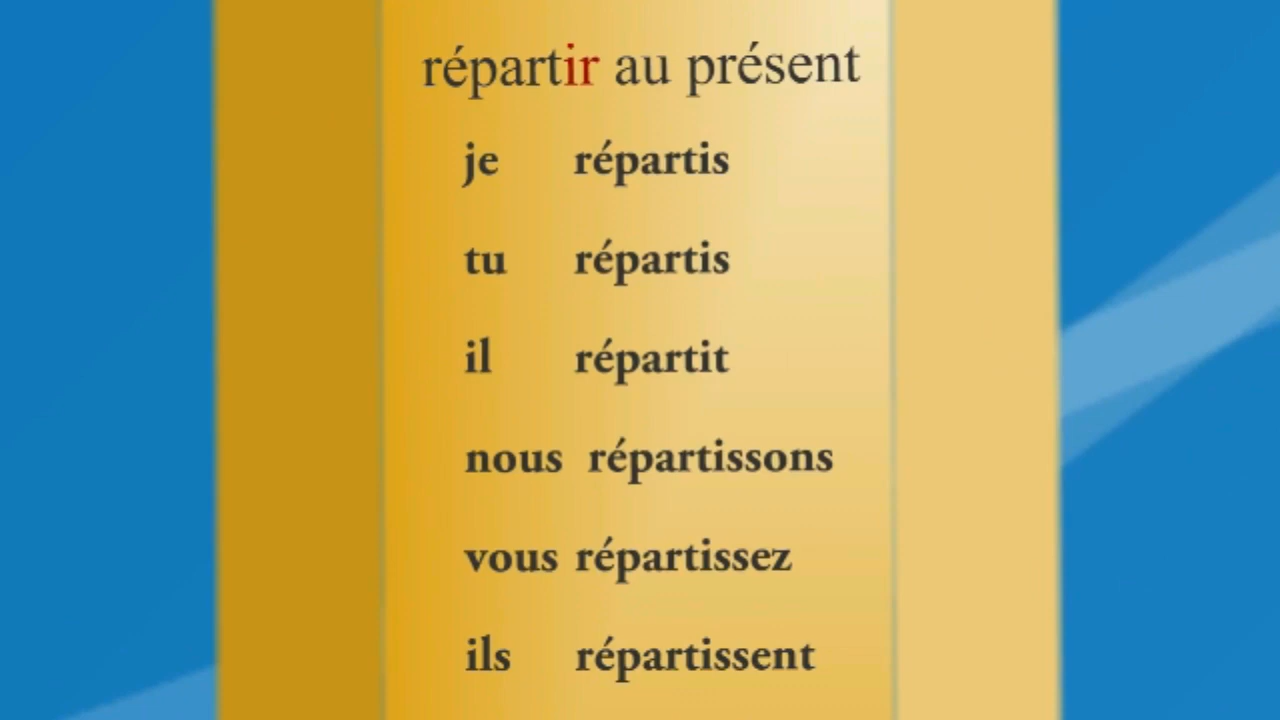 répartir au présent
je répartis
tu répartis
il répartit
nous répartissons
vous répartissez
ils répartissent